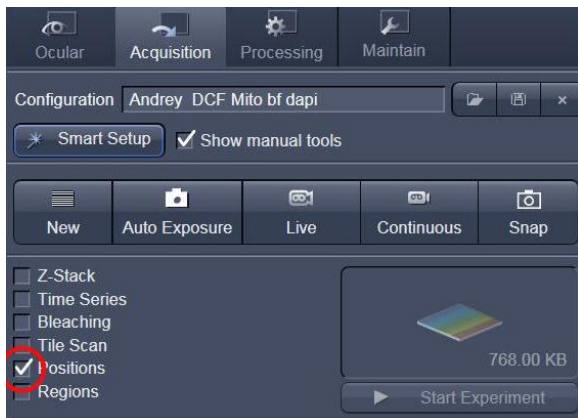 Ocular Acquisition Processing Maintain
Configuration Andrey DCF Mito bf dapi
Smart Setup Show manual tools
New Auto Exposure Live Continuous Snap
Z-Stack
Time Series
Bleaching
Tile Scan
Positions
Regions
768.00 KB
Start Experiment